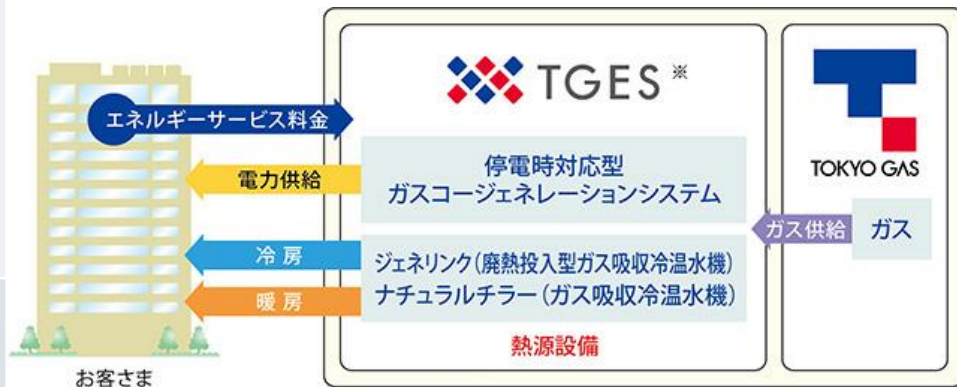 TGES※
TOKYO GAS
エネルギーサービス料金
電力供給
停電時対応型
ガスコージェネレーションシステム
ガス供給
ガス
冷房
暖房
ジェネリンク（廃熱投入型ガス吸収冷温水機）
ナチュラルチラー（ガス吸収冷温水機）
熱源設備
お客さま